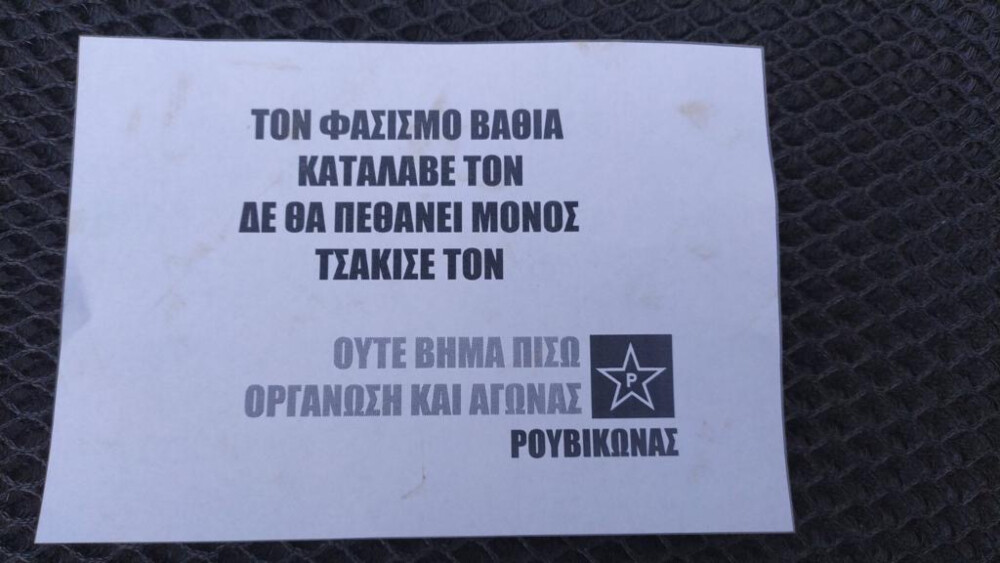 ΤΟΝ ΦΑΣΙΣΜΟ ΒΑΘΙΑ
ΚΑΤΑΛΑΒΕ ΤΟΝ
ΔΕ ΘΑ ΠΕΘΑΝΕΙ ΜΟΝΟΣ
ΤΣΑΚΙΣΕ ΤΟΝ
ΟΥΤΕ ΒΗΜΑ ΠΙΣΩ
ΟΡΓΑΝΩΣΗ ΚΑΙ ΑΓΩΝΑΣ
Ρ
ΡΟΥΒΙΚΩΝΑΣ